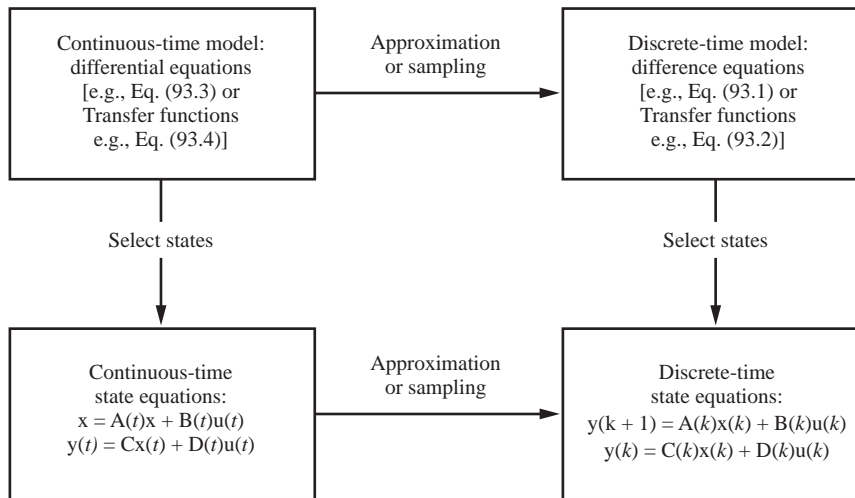 Continuous-time model:
differential equations
[e.g., Eq. (93.3) or
Transfer functions
e.g., Eq. (93.4)]
Approximation
or sampling
Discrete-time model:
difference equations
[e.g., Eq. (93.1) or
Transfer functions
e.g., Eq. (93.2)]
Select states
Select states
Continuous-time
state equations:
x = A(t)x + B(t)u(t)
y(t) = Cx(t) + D(t)u(t)
Approximation
or sampling
Discrete-time
state equations:
y(k + 1) = A(k)x(k) + B(k)u(k)
y(k) = C(k)x(k) + D(k)u(k)